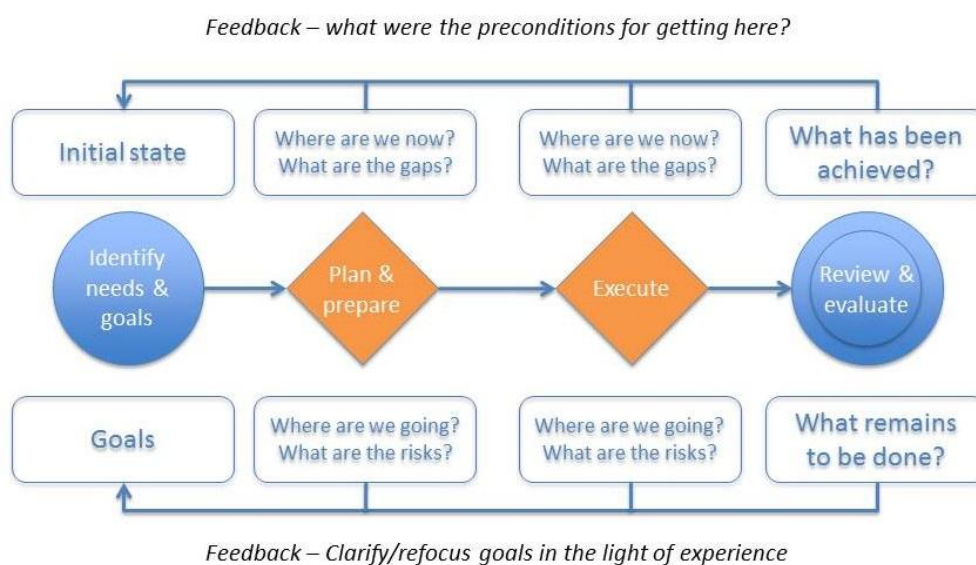 Feedback – what were the preconditions for getting here?
Initial state
Where are we now?
What are the gaps?
Where are we now?
What are the gaps?
What has been
achieved?
Identify
needs &
goals
Plan &
prepare
Execute
Review &
evaluate
Goals
Where are we going?
What are the risks?
Where are we going?
What are the risks?
What remains
to be done?
Feedback – Clarify/refocus goals in the light of experience